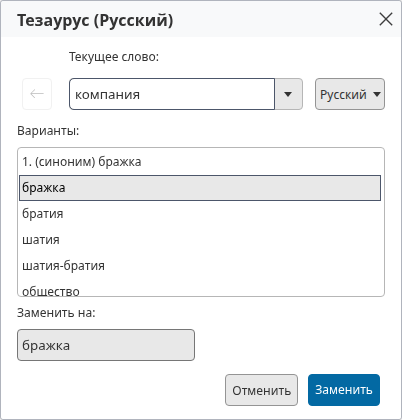 Тезаурус (Русский)
Текущее слово:
компания
Русский
Варианты:
1. (синоним) бражка
бражка
братия
шатия
шатия-братия
общество
Заменить на:
бражка
Отменить
Заменить